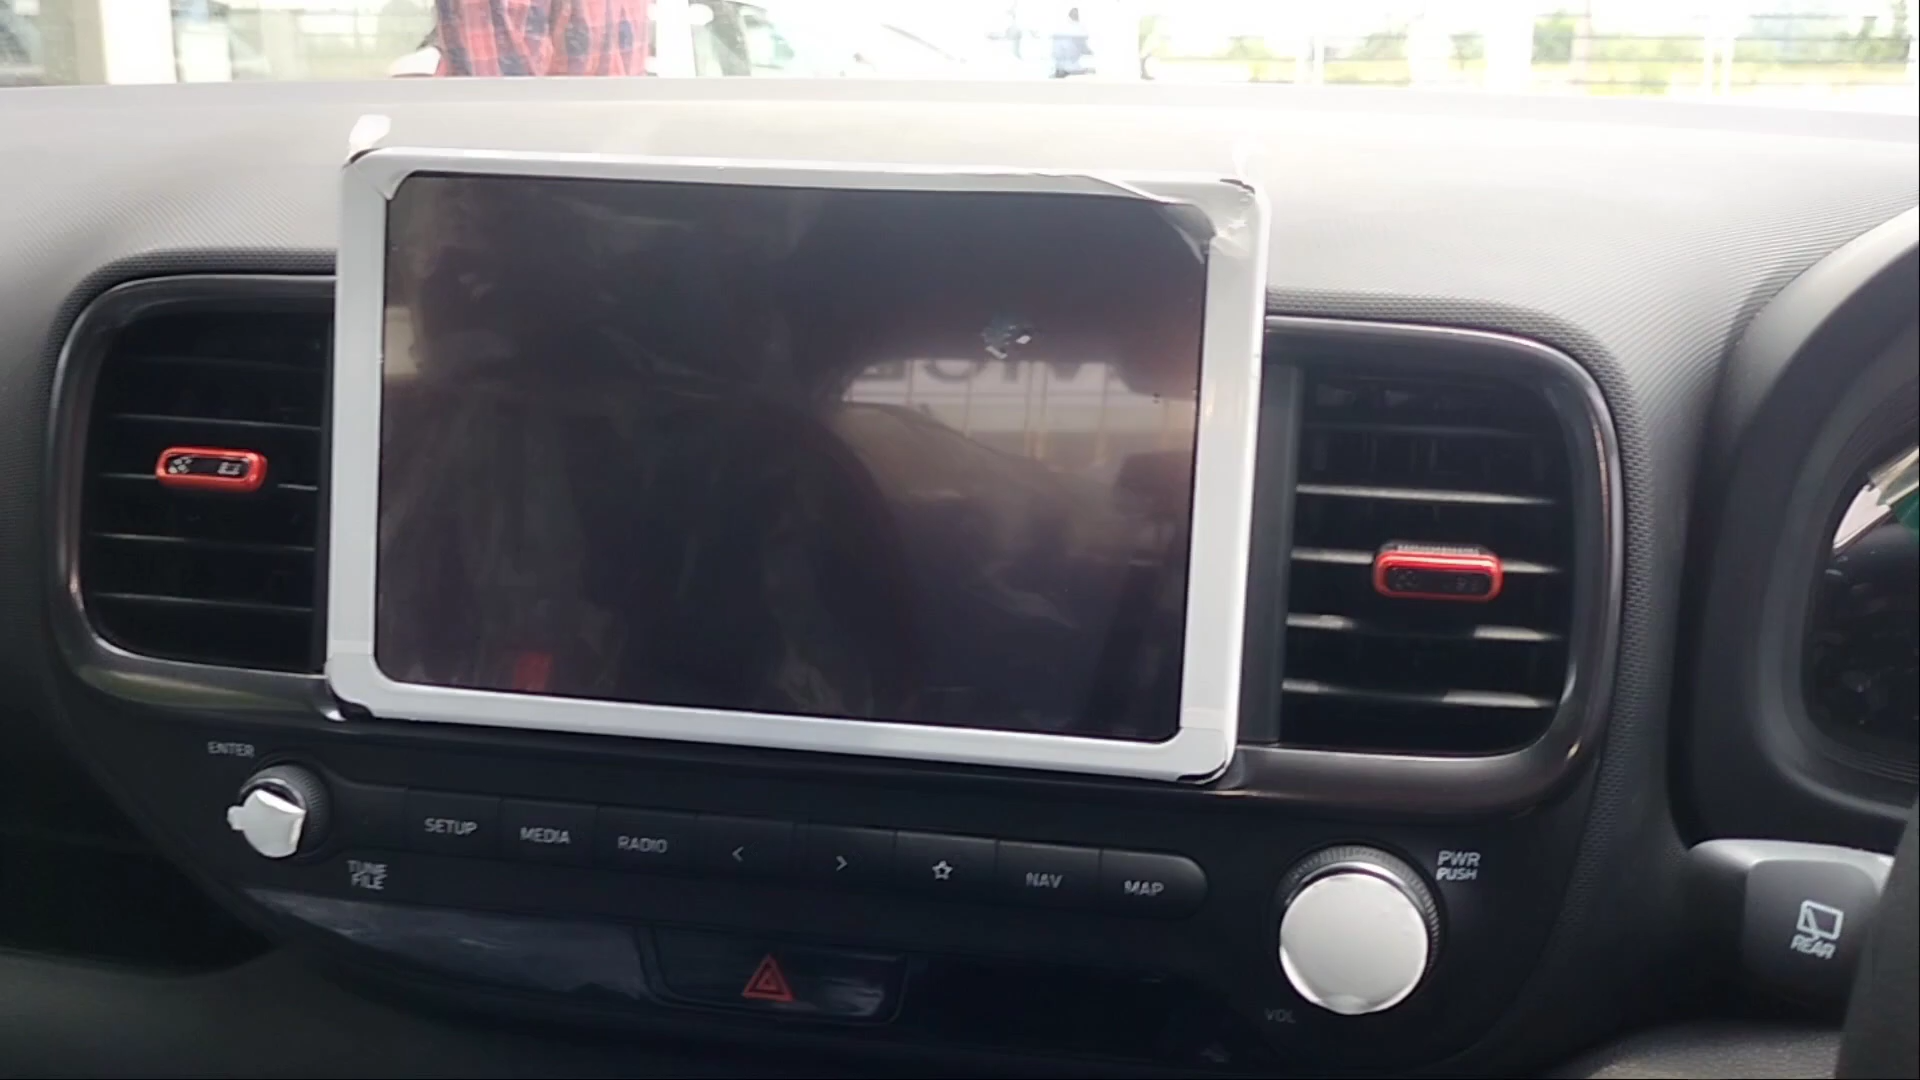 ENTER
SETUP
MEDIA
RADIO
NAV
MAP
TUNE
FILE
PWR
PUSH
VOL
REAR